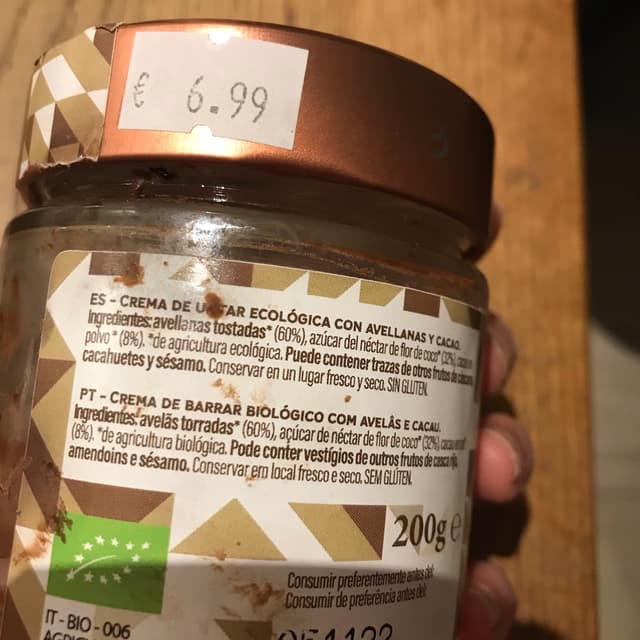 € 6.99
ES - CREMA DE UNTAR ECOLÓGICA CON AVELLANAS Y CACAO.
Ingredientes: avellanas tostadas* (60%), azúcar del néctar de flor de coco* (32%), cacao en
polvo* (8%). *de agricultura ecológica. Puede contener trazas de otros frutos de cáscara,
cacahuetes y sésamo. Conservar en un lugar fresco y seco. SIN GLUTEN.
PT - CREMA DE BARRAR BIOLÓGICO COM AVELÃS E CACAU.
Ingredientes: avelãs torradas* (60%), açúcar de néctar de flor de coco* (32%), cacau em pó*
(8%). *de agricultura biológica. Pode conter vestígios de outros frutos de casca rija,
amendoins e sésamo. Conservar em local fresco e seco. SEM GLÚTEN.
200g e
Consumir preferentemente antes del:
Consumir de preferência antes de:
IT - BIO - 006